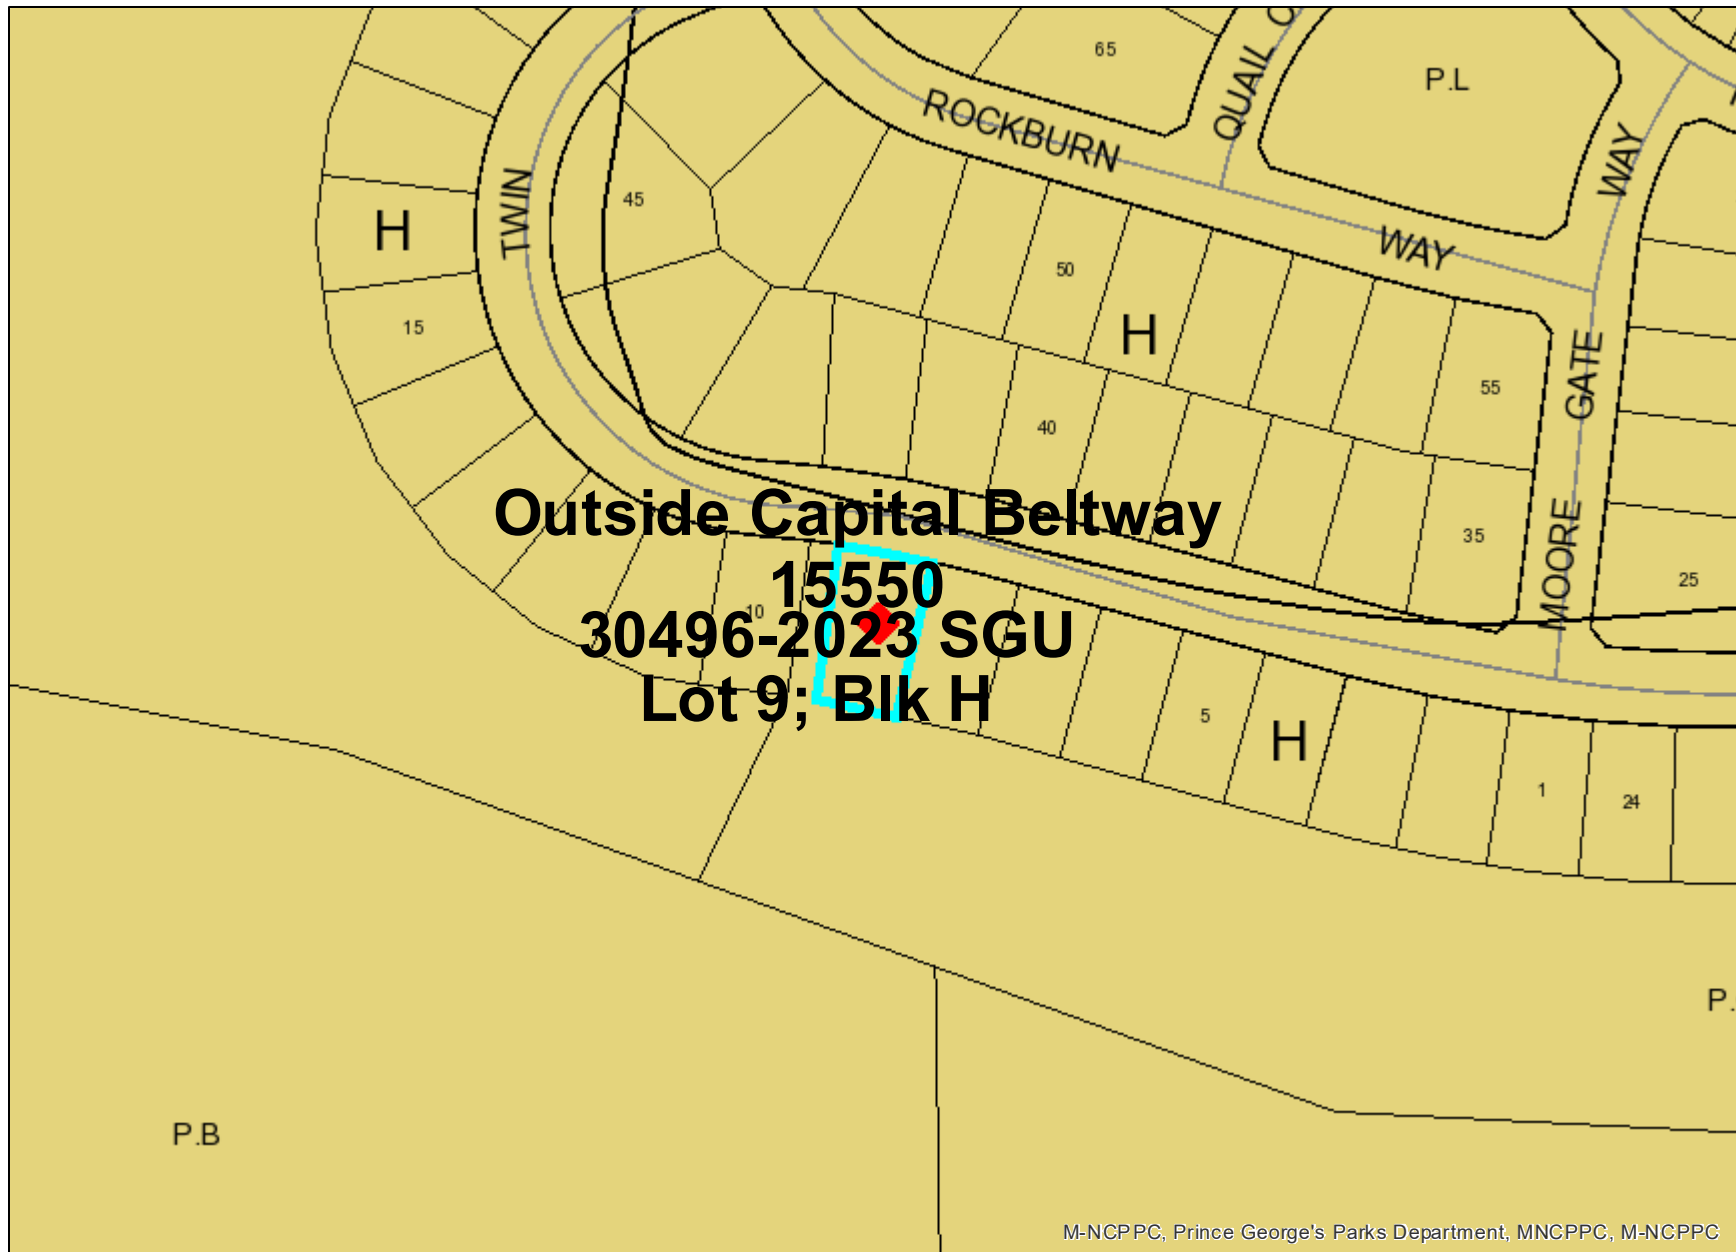 65
QUAIL C
P.L
ROCKBURN
WAY
TWIN
45
H
WAY
50
15
H
GATE
55
40
Outside Capital Beltway
35
MOORE
15550
25
10
30496-2023 SGU
Lot 9; Blk H
5
H
1
24
P.
P.B
M-NCPPC, Prince George's Parks Department, MNCPPC, M-NCPPC